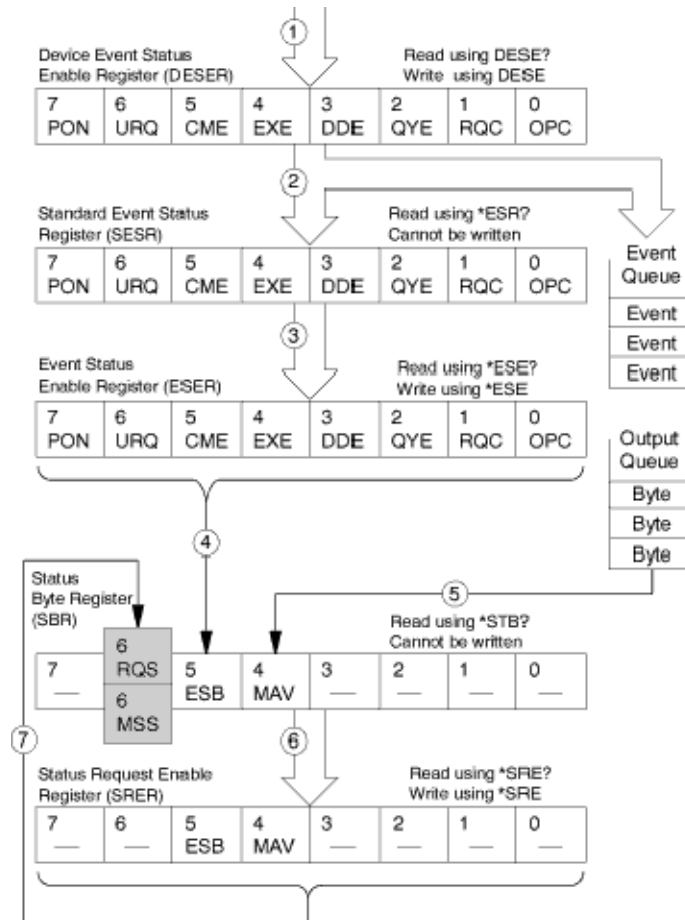 1
Device Event Status
Enable Register (DESER)
Read using DESE?
Write using DESE
7 6 5 4 3 2 1 0
PON URQ CME EXE DDE QYE RQC OPC
2
Standard Event Status
Register (SESR)
Read using *ESR?
Cannot be written
7 6 5 4 3 2 1 0
PON URQ CME EXE DDE QYE RQC OPC
Event
Queue
Event
Event
Event
3
Event Status
Enable Register (ESER)
Read using *ESE?
Write using *ESE
7 6 5 4 3 2 1 0
PON URQ CME EXE DDE QYE RQC OPC
Output
Queue
Byte
Byte
Byte
4
5
Status
Byte Register
(SBR)
Read using *STB?
Cannot be written
6
RQS
7 5 4 3 2 1 0
— ESB MAV — — — —
6
MSS
7
6
Status Request Enable
Register (SRER)
Read using *SRE?
Write using *SRE
7 6 5 4 3 2 1 0
— — ESB MAV — — — —